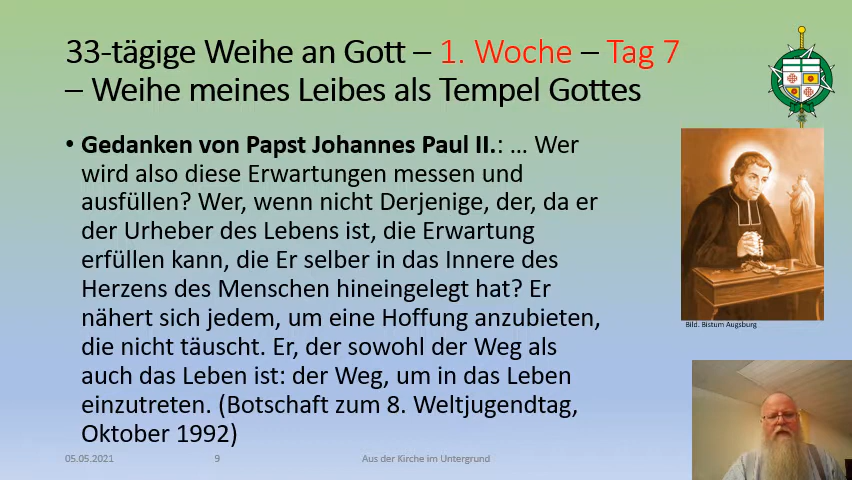 33-tägige Weihe an Gott – 1. Woche – Tag 7
– Weihe meines Leibes als Tempel Gottes
• Gedanken von Papst Johannes Paul II.: … Wer
wird also diese Erwartungen messen und
ausfüllen? Wer, wenn nicht Derjenige, der, da er
der Urheber des Lebens ist, die Erwartung
erfüllen kann, die Er selber in das Innere des
Herzens des Menschen hineingelegt hat? Er
nähert sich jedem, um eine Hoffung anzubieten,
die nicht täuscht. Er, der sowohl der Weg als
auch das Leben ist: der Weg, um in das Leben
einzutreten. (Botschaft zum 8. Weltjugendtag,
Oktober 1992)
Bild. Bistum Augsburg
05.05.2021
9
Aus der Kirche im Untergrund